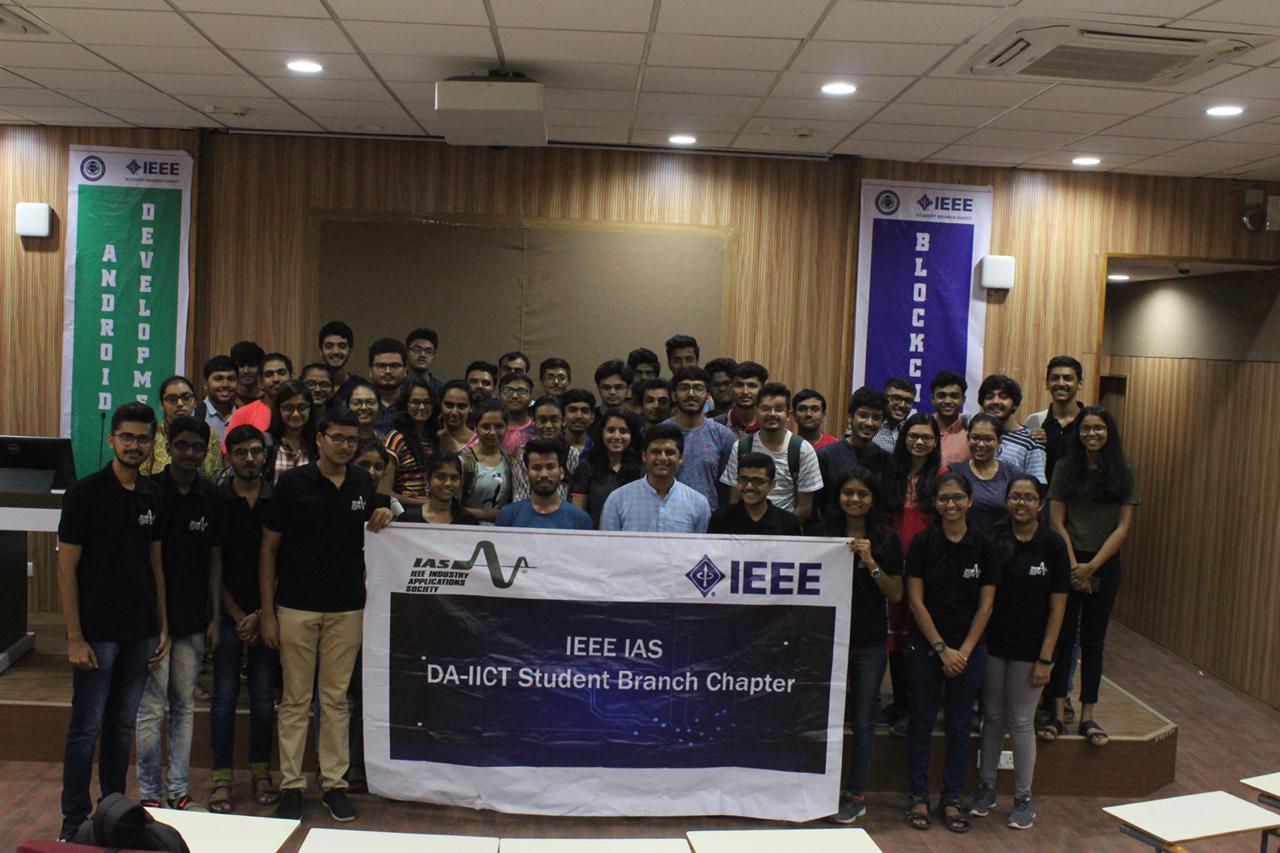 IEEE
STUDENT BRANCH DAIICT
ANDROID
DEVELOPME
IEEE
STUDENT BRANCH DAIICT
BLOCKC
IAS
IEEE INDUSTRY
APPLICATIONS
SOCIETY
IEEE
IEEE IAS
DA-IICT Student Branch Chapter